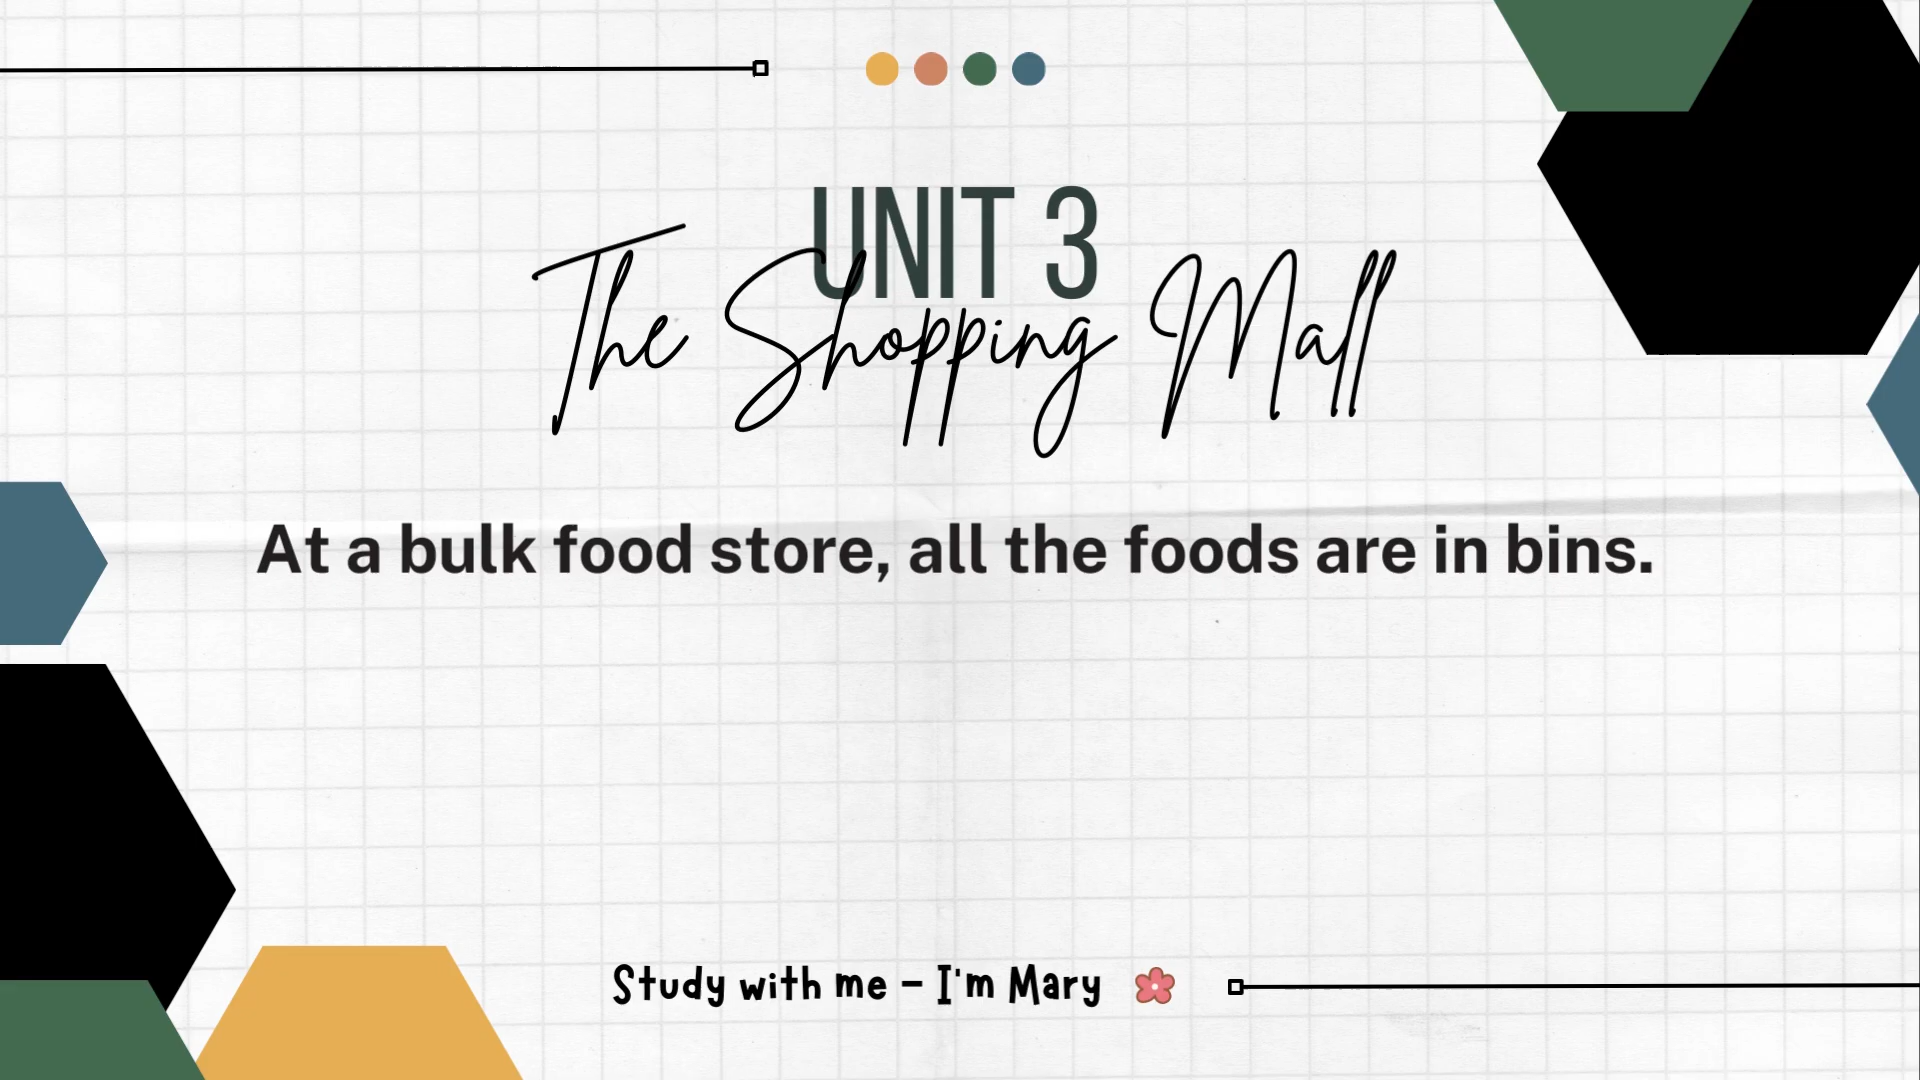 UNIT 3
The Shopping Mall
At a bulk food store, all the foods are in bins.
Study with me - I'm Mary